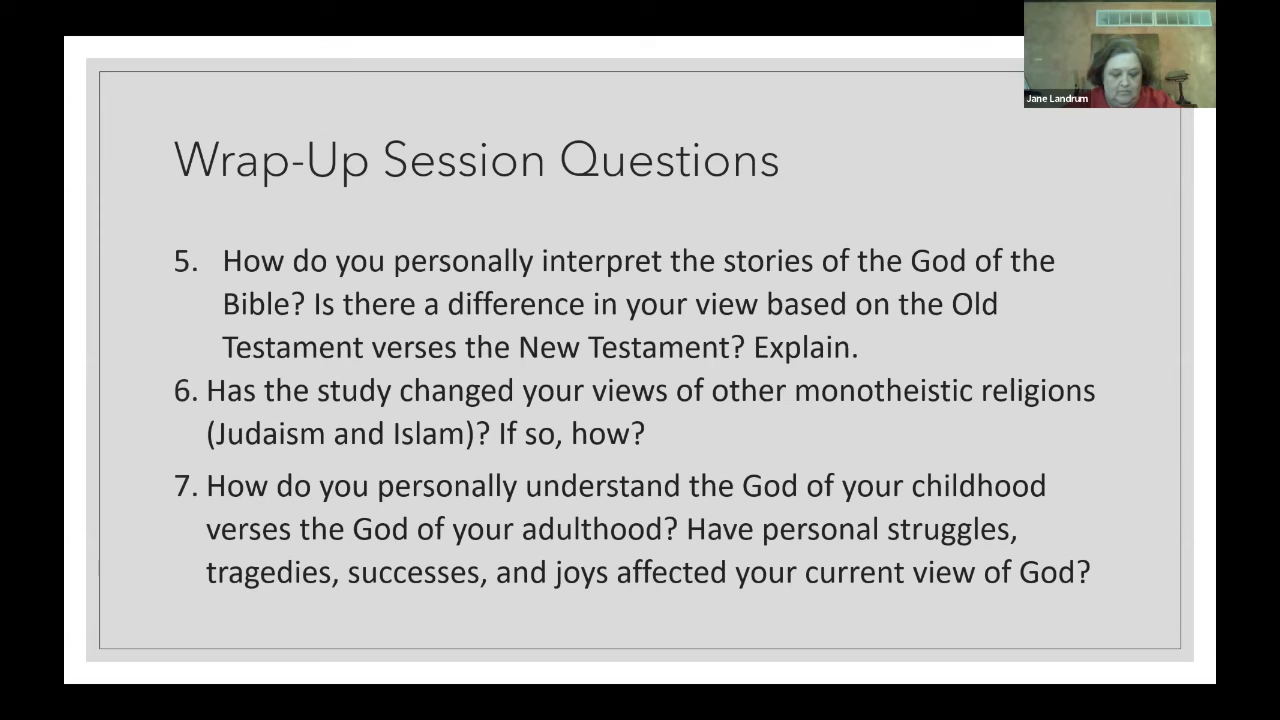 Jane Landrum
Wrap-Up Session Questions
5. How do you personally interpret the stories of the God of the
Bible? Is there a difference in your view based on the Old
Testament verses the New Testament? Explain.
6. Has the study changed your views of other monotheistic religions
(Judaism and Islam)? If so, how?
7. How do you personally understand the God of your childhood
verses the God of your adulthood? Have personal struggles,
tragedies, successes, and joys affected your current view of God?